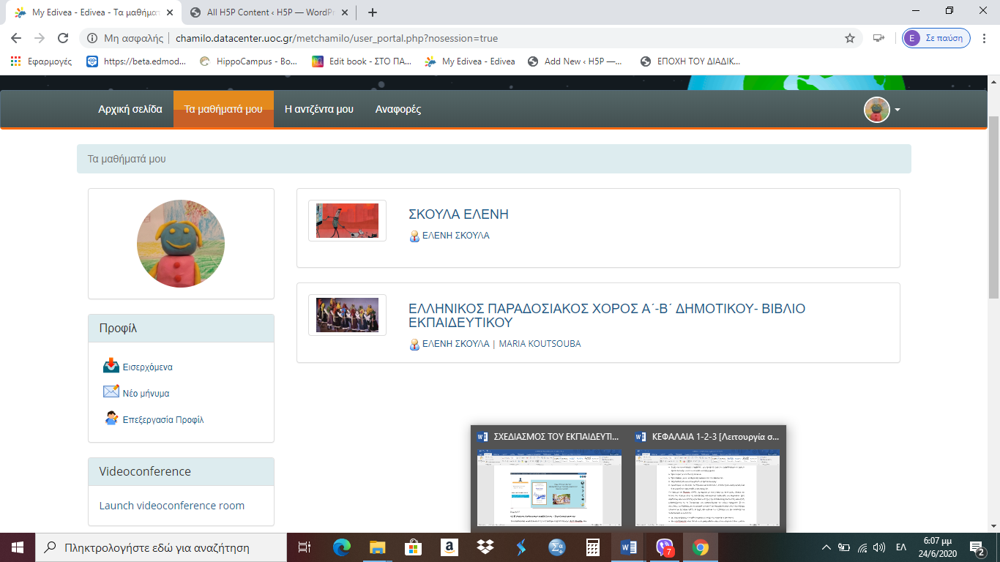 My Edivea - Edivea - Τα μαθήματ
All H5P Content ‹ H5P — WordPr
Μη ασφαλής | chamilo.datacenter.uoc.gr/metchamilo/user_portal.php?nosession=true
E Σε παύση
Εφαρμογές https://beta.edmod... HippoCampus - Bo... Edit book - ΣΤΟ ΠΑ... My Edivea - Edivea Add New ‹ H5P —... ΕΠΟΧΗ ΤΟΥ ΔΙΑΔΙΚ...
Αρχική σελίδα Τα μαθήματά μου Η αντζέντα μου Αναφορές
Τα μαθήματά μου
ΣΚΟΥΛΑ ΕΛΕΝΗ
ΕΛΕΝΗ ΣΚΟΥΛΑ
ΕΛΛΗΝΙΚΟΣ ΠΑΡΑΔΟΣΙΑΚΟΣ ΧΟΡΟΣ Α΄-Β΄ ΔΗΜΟΤΙΚΟΥ- ΒΙΒΛΙΟ
ΕΚΠΑΙΔΕΥΤΙΚΟΥ
ΕΛΕΝΗ ΣΚΟΥΛΑ | MARIA KOUTSOUBA
Προφίλ
Εισερχόμενα
Νέο μήνυμα
Επεξεργασία Προφίλ
Videoconference
Launch videoconference room
ΣΧΕΔΙΑΣΜΟΣ ΤΟΥ ΕΚΠΑΙΔΕΥΤΙ...
ΚΕΦΑΛΑΙΑ 1-2-3 [Λειτουργία σ...
Πληκτρολογήστε εδώ για αναζήτηση
7
ΕΛ
6:07 μμ
24/6/2020
2